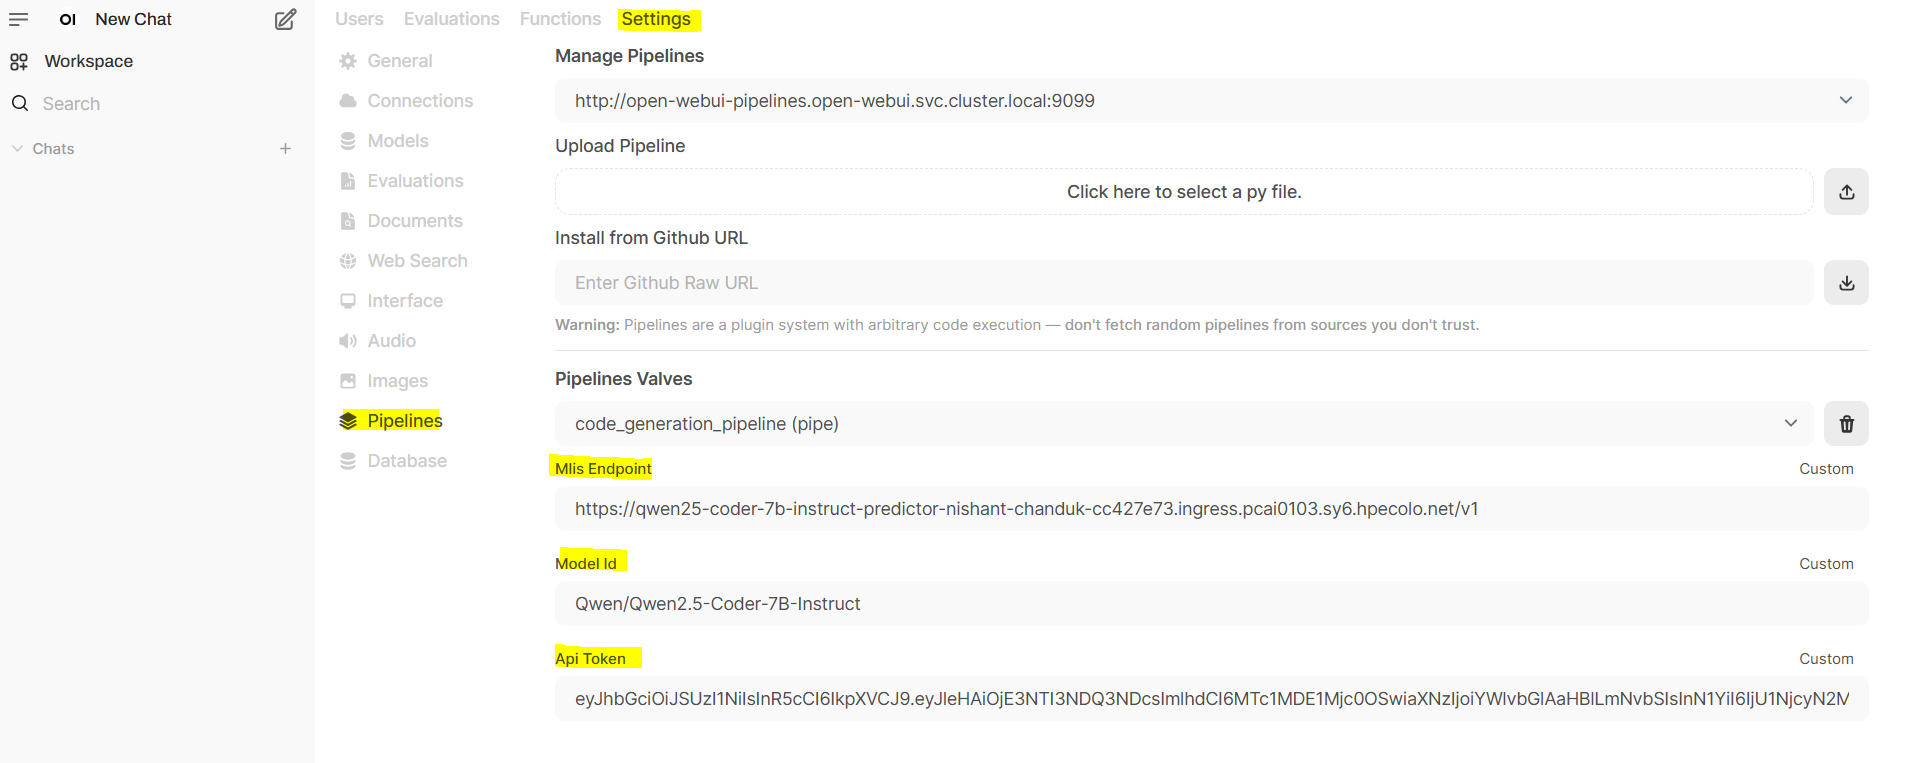 OI New Chat
Workspace
Search
Chats
Users Evaluations Functions Settings
General
Connections
Models
Evaluations
Documents
Web Search
Interface
Audio
Images
Pipelines
Database
Manage Pipelines
http://open-webui-pipelines.open-webui.svc.cluster.local:9099
Upload Pipeline
Click here to select a py file.
Install from Github URL
Enter Github Raw URL
Warning: Pipelines are a plugin system with arbitrary code execution — don't fetch random pipelines from sources you don't trust.
Pipelines Valves
code_generation_pipeline (pipe)
Mlis Endpoint Custom
https://qwen25-coder-7b-instruct-predictor-nishant-chanduk-cc427e73.ingress.pcai0103.sy6.hpecolo.net/v1
Model Id Custom
Qwen/Qwen2.5-Coder-7B-Instruct
Api Token Custom
eyJhbGciOiJSUzI1NiIsInR5cCI6IkpXVCJ9.eyJleHAiOjE3NTI3NDQ3NDcsImlhdCI6MTc1MDE1Mjc0OSwiaXNzIjoiYWlvbGlAaHBlLmNvbSIsInN1YiI6IjU1NjcyN2M